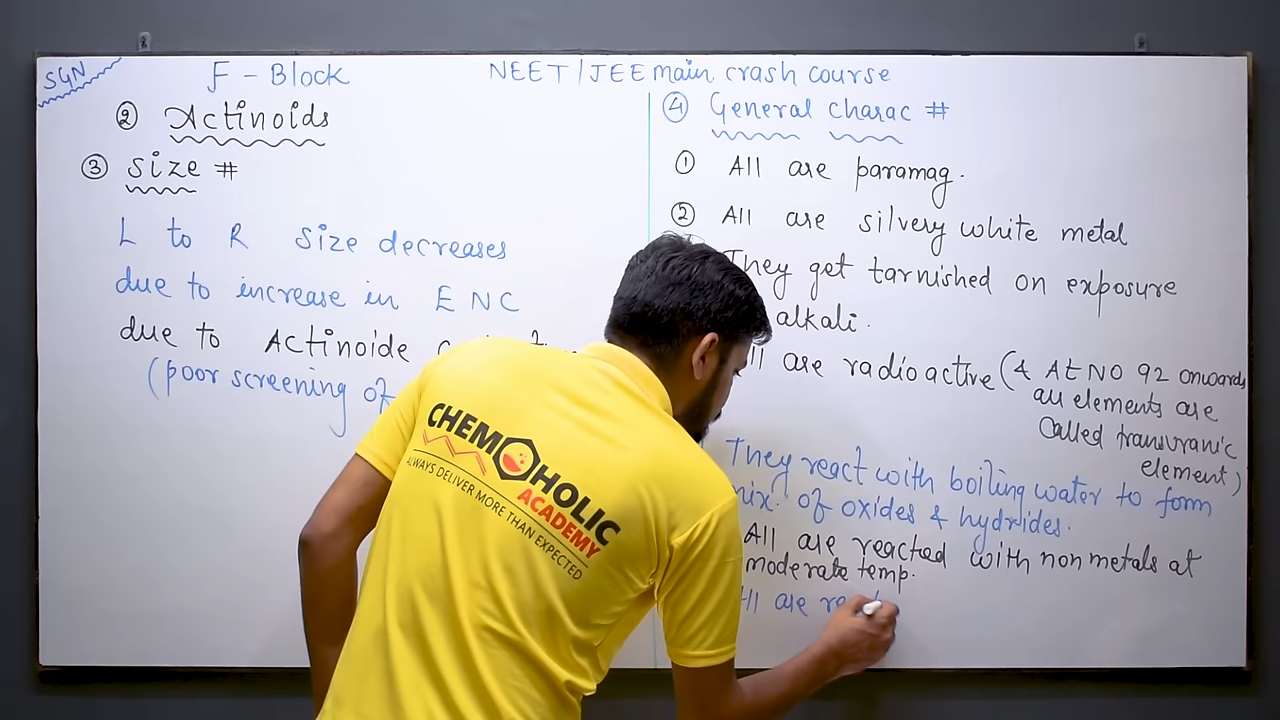 SGN
F - Block
NEET/JEE main crash course
② Actinoids
③ Size #
L to R Size decreases
due to increase in E N C
due to Actinoide
(poor screening of
④ General Charac #
① All are paramag.
② All are silvery white metal
They get tarnished on exposure
alkali.
are radioactive (& At NO 92 onwards
all elements are
Called transuranic
element)
They react with boiling water to form
mix. of oxides & hydrides.
All are reacted with non metals at
moderate temp.
are
CHEMOHOLIC
ACADEMY
ALWAYS DELIVER MORE THAN EXPECTED